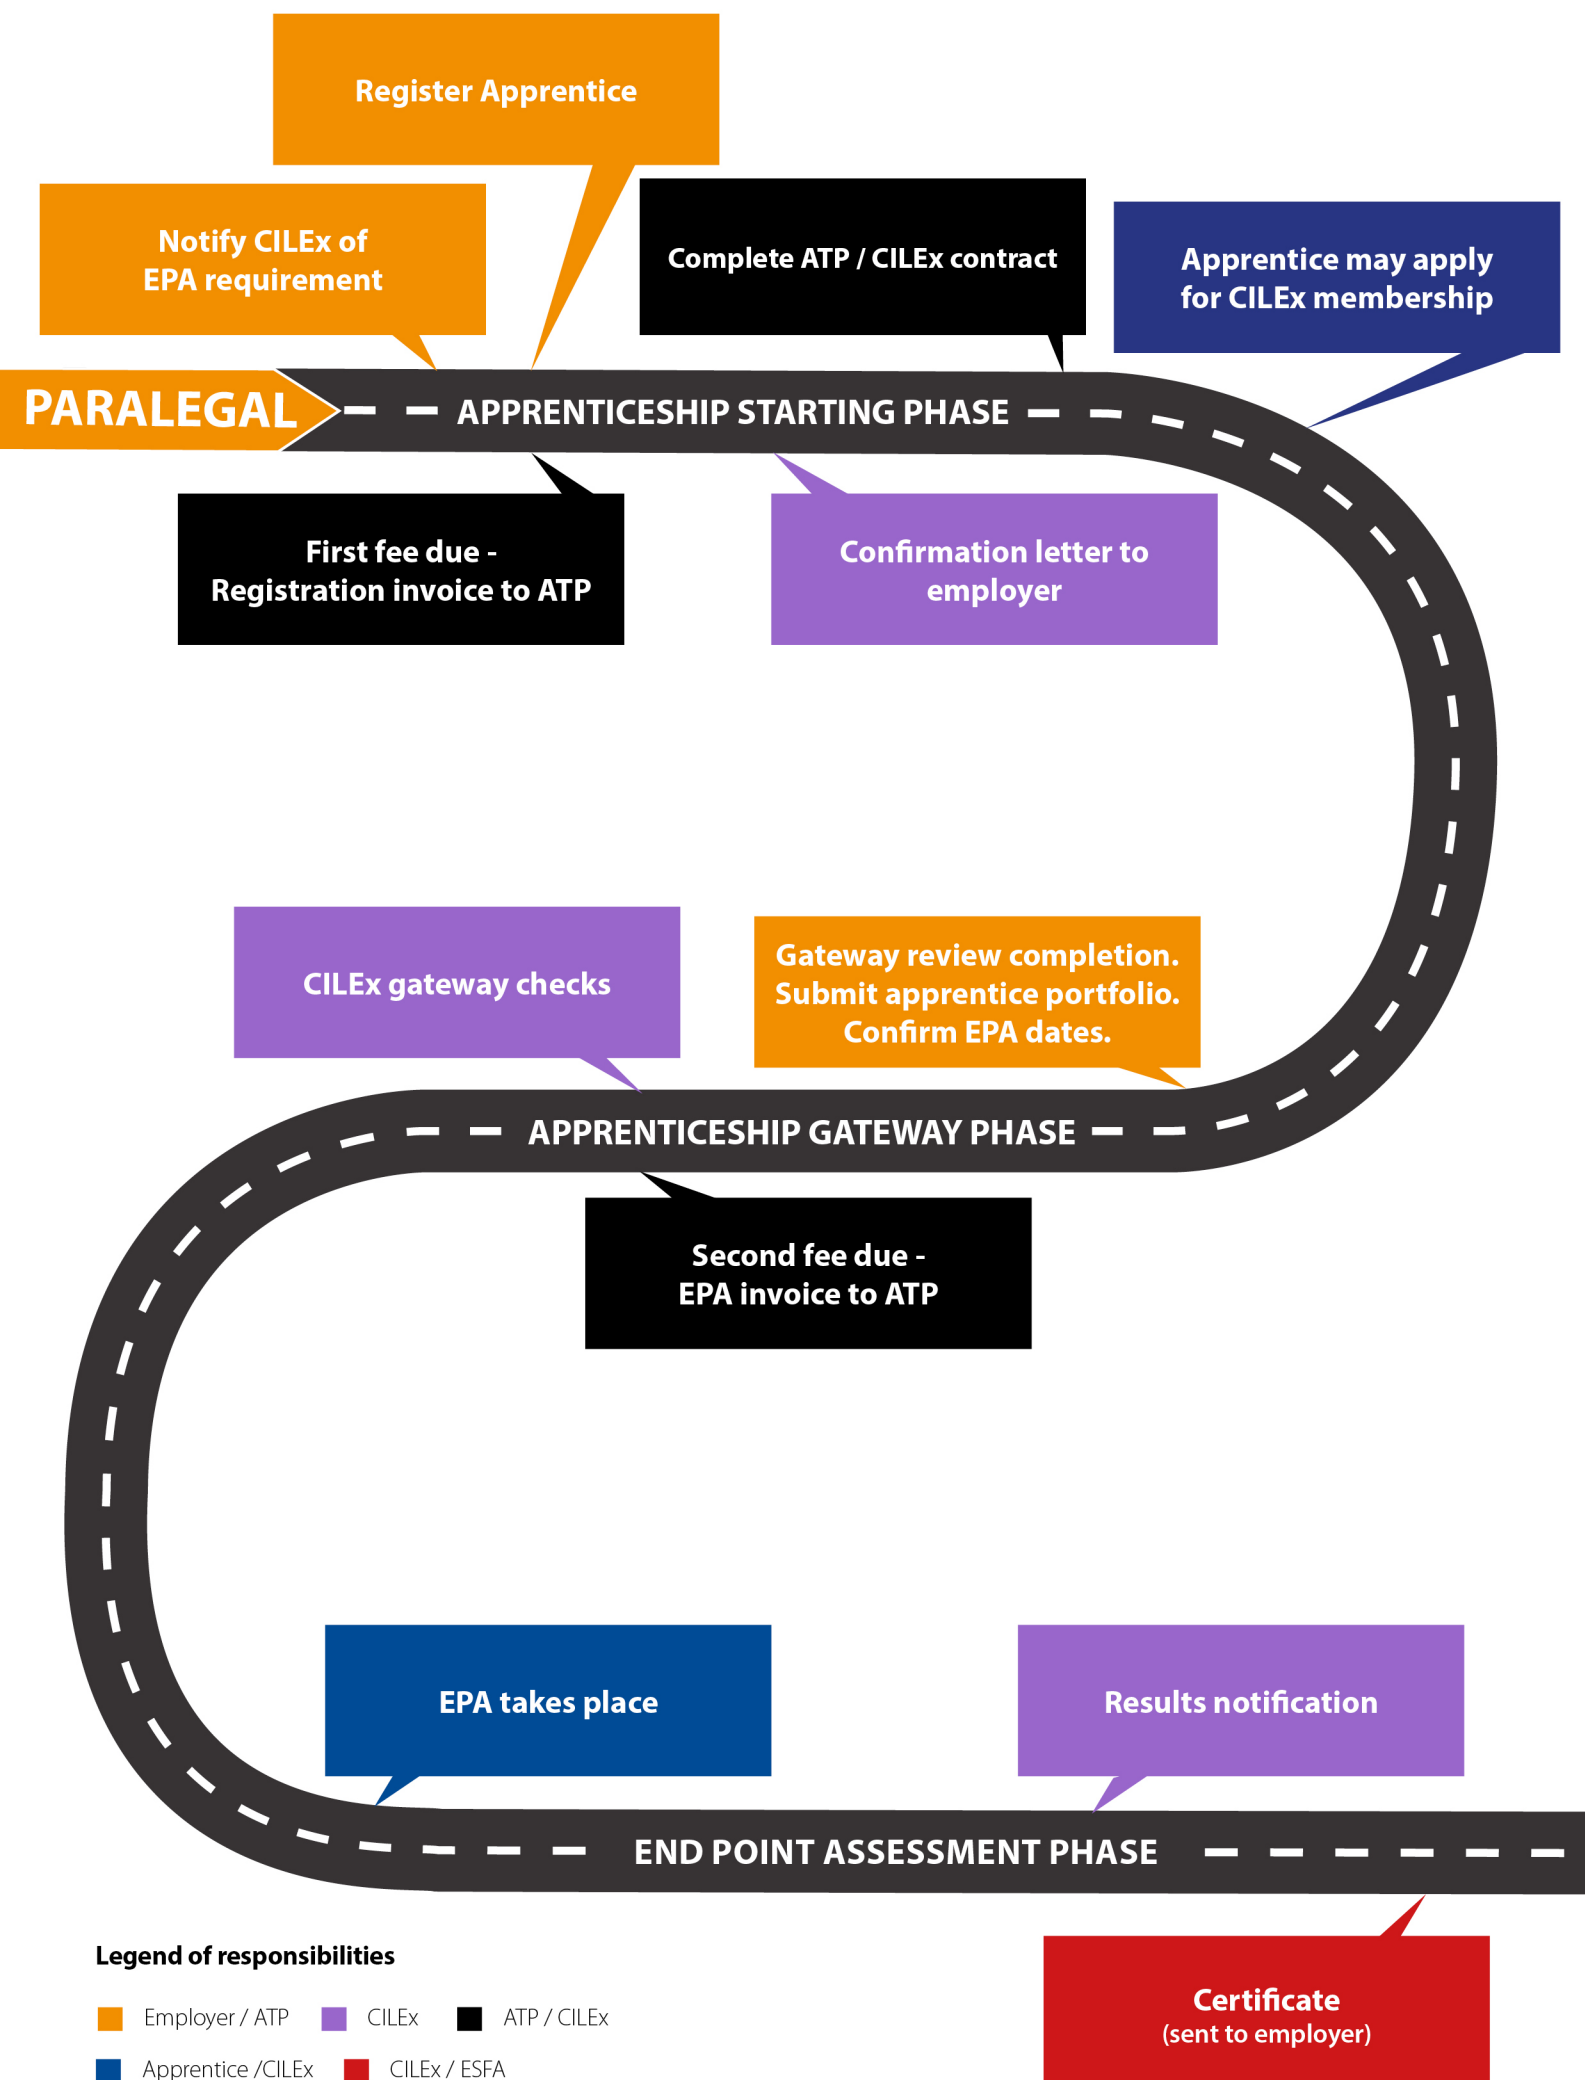 Register Apprentice
Notify CILEx of
EPA requirement
Complete ATP / CILEx contract
Apprentice may apply
for CILEx membership
PARALEGAL
APPRENTICESHIP STARTING PHASE
First fee due -
Registration invoice to ATP
Confirmation letter to
employer
CILEx gateway checks
Gateway review completion.
Submit apprentice portfolio.
Confirm EPA dates.
APPRENTICESHIP GATEWAY PHASE
Second fee due -
EPA invoice to ATP
EPA takes place
Results notification
END POINT ASSESSMENT PHASE
Legend of responsibilities
Employer / ATP
CILEx
ATP / CILEx
Apprentice /CILEx
CILEx / ESFA
Certificate
(sent to employer)